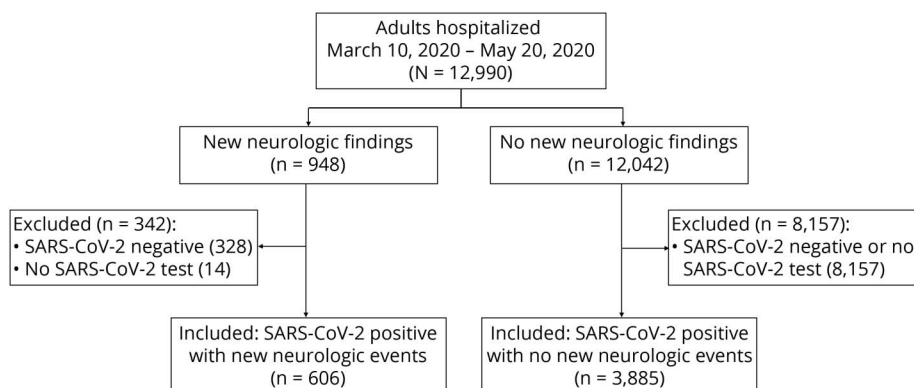 Adults hospitalized
March 10, 2020 – May 20, 2020
(N = 12,990)
New neurologic findings
(n = 948)
No new neurologic findings
(n = 12,042)
Excluded (n = 342):
• SARS-CoV-2 negative (328)
• No SARS-CoV-2 test (14)
Excluded (n = 8,157):
• SARS-CoV-2 negative or no
SARS-CoV-2 test (8,157)
Included: SARS-CoV-2 positive
with new neurologic events
(n = 606)
Included: SARS-CoV-2 positive
with no new neurologic events
(n = 3,885)